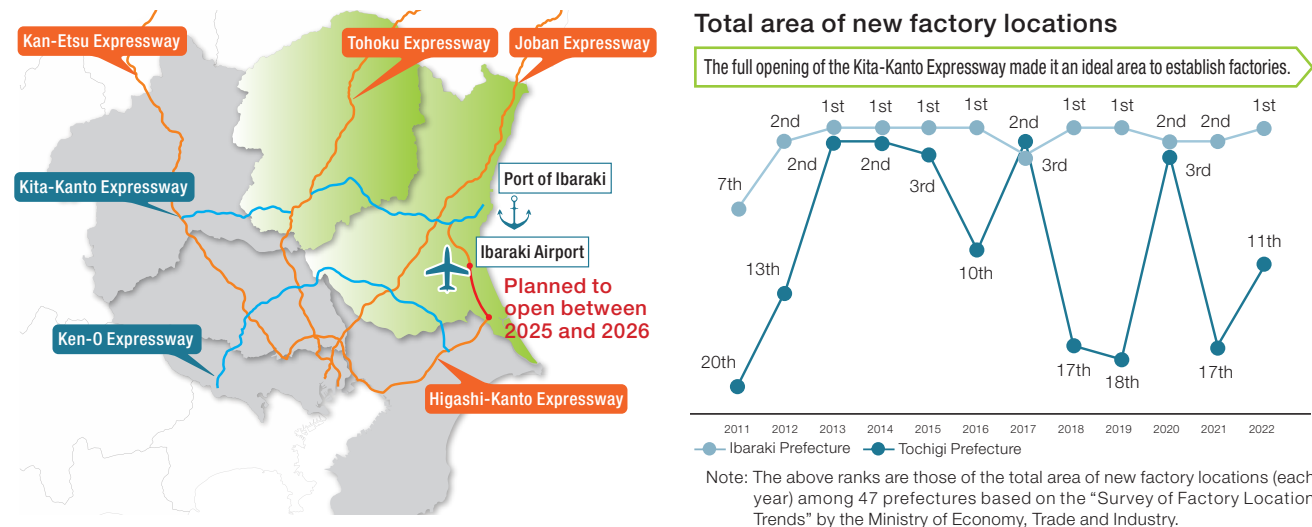 Kan-Etsu Expressway
Tohoku Expressway
Joban Expressway
Kita-Kanto Expressway
Port of Ibaraki
Ibaraki Airport
Planned to
open between
2025 and 2026
Ken-O Expressway
Higashi-Kanto Expressway
Total area of new factory locations
The full opening of the Kita-Kanto Expressway made it an ideal area to establish factories.
7th
2nd
1st
1st
1st
1st
3rd
1st
1st
2nd
2nd
1st
20th
13th
2nd
2nd
3rd
10th
2nd
17th
18th
3rd
17th
11th
2011 2012 2013 2014 2015 2016 2017 2018 2019 2020 2021 2022
Ibaraki Prefecture Tochigi Prefecture
Note: The above ranks are those of the total area of new factory locations (each
year) among 47 prefectures based on the “Survey of Factory Location
Trends” by the Ministry of Economy, Trade and Industry.